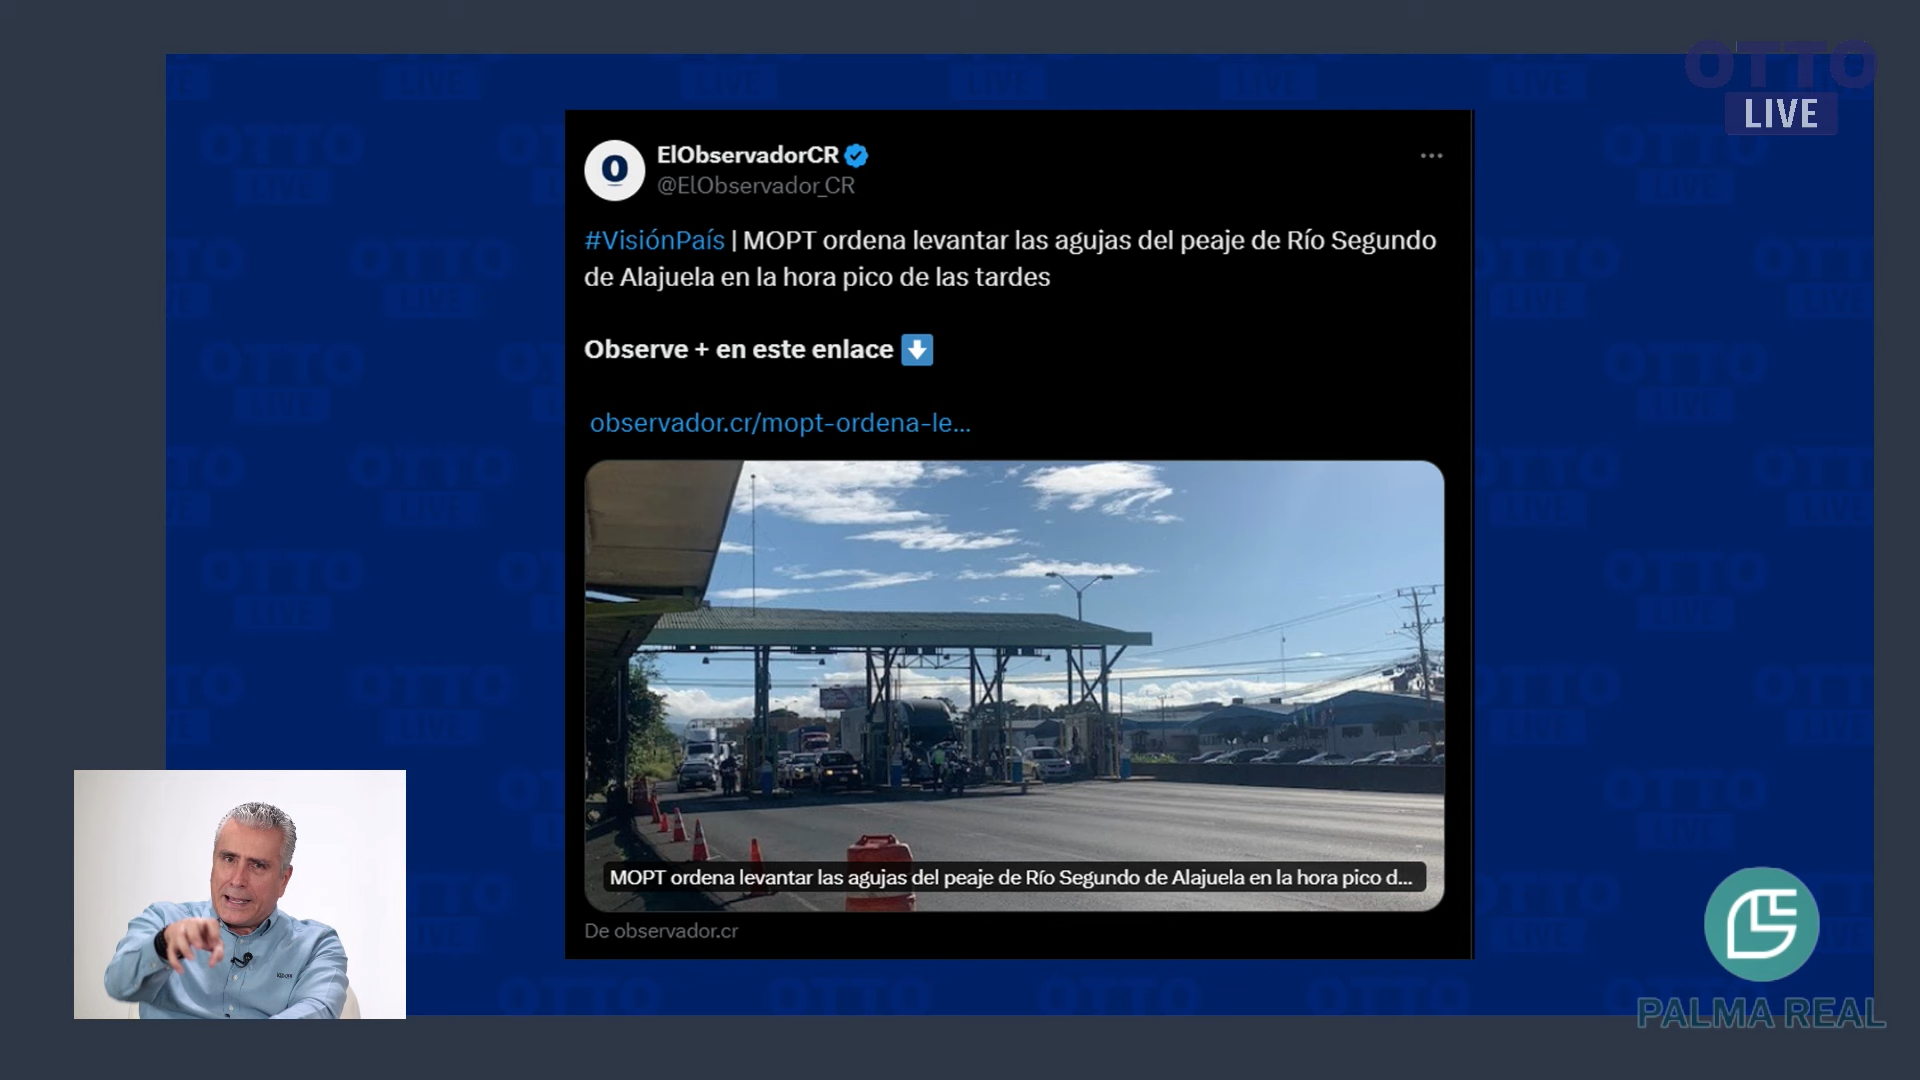 OTTO
LIVE
ElObservadorCR
@ElObservador_CR
#VisiónPaís | MOPT ordena levantar las agujas del peaje de Río Segundo
de Alajuela en la hora pico de las tardes
Observe + en este enlace
observador.cr/mopt-ordena-le...
MOPT ordena levantar las agujas del peaje de Río Segundo de Alajuela en la hora pico d...
De observador.cr
PALMA REAL